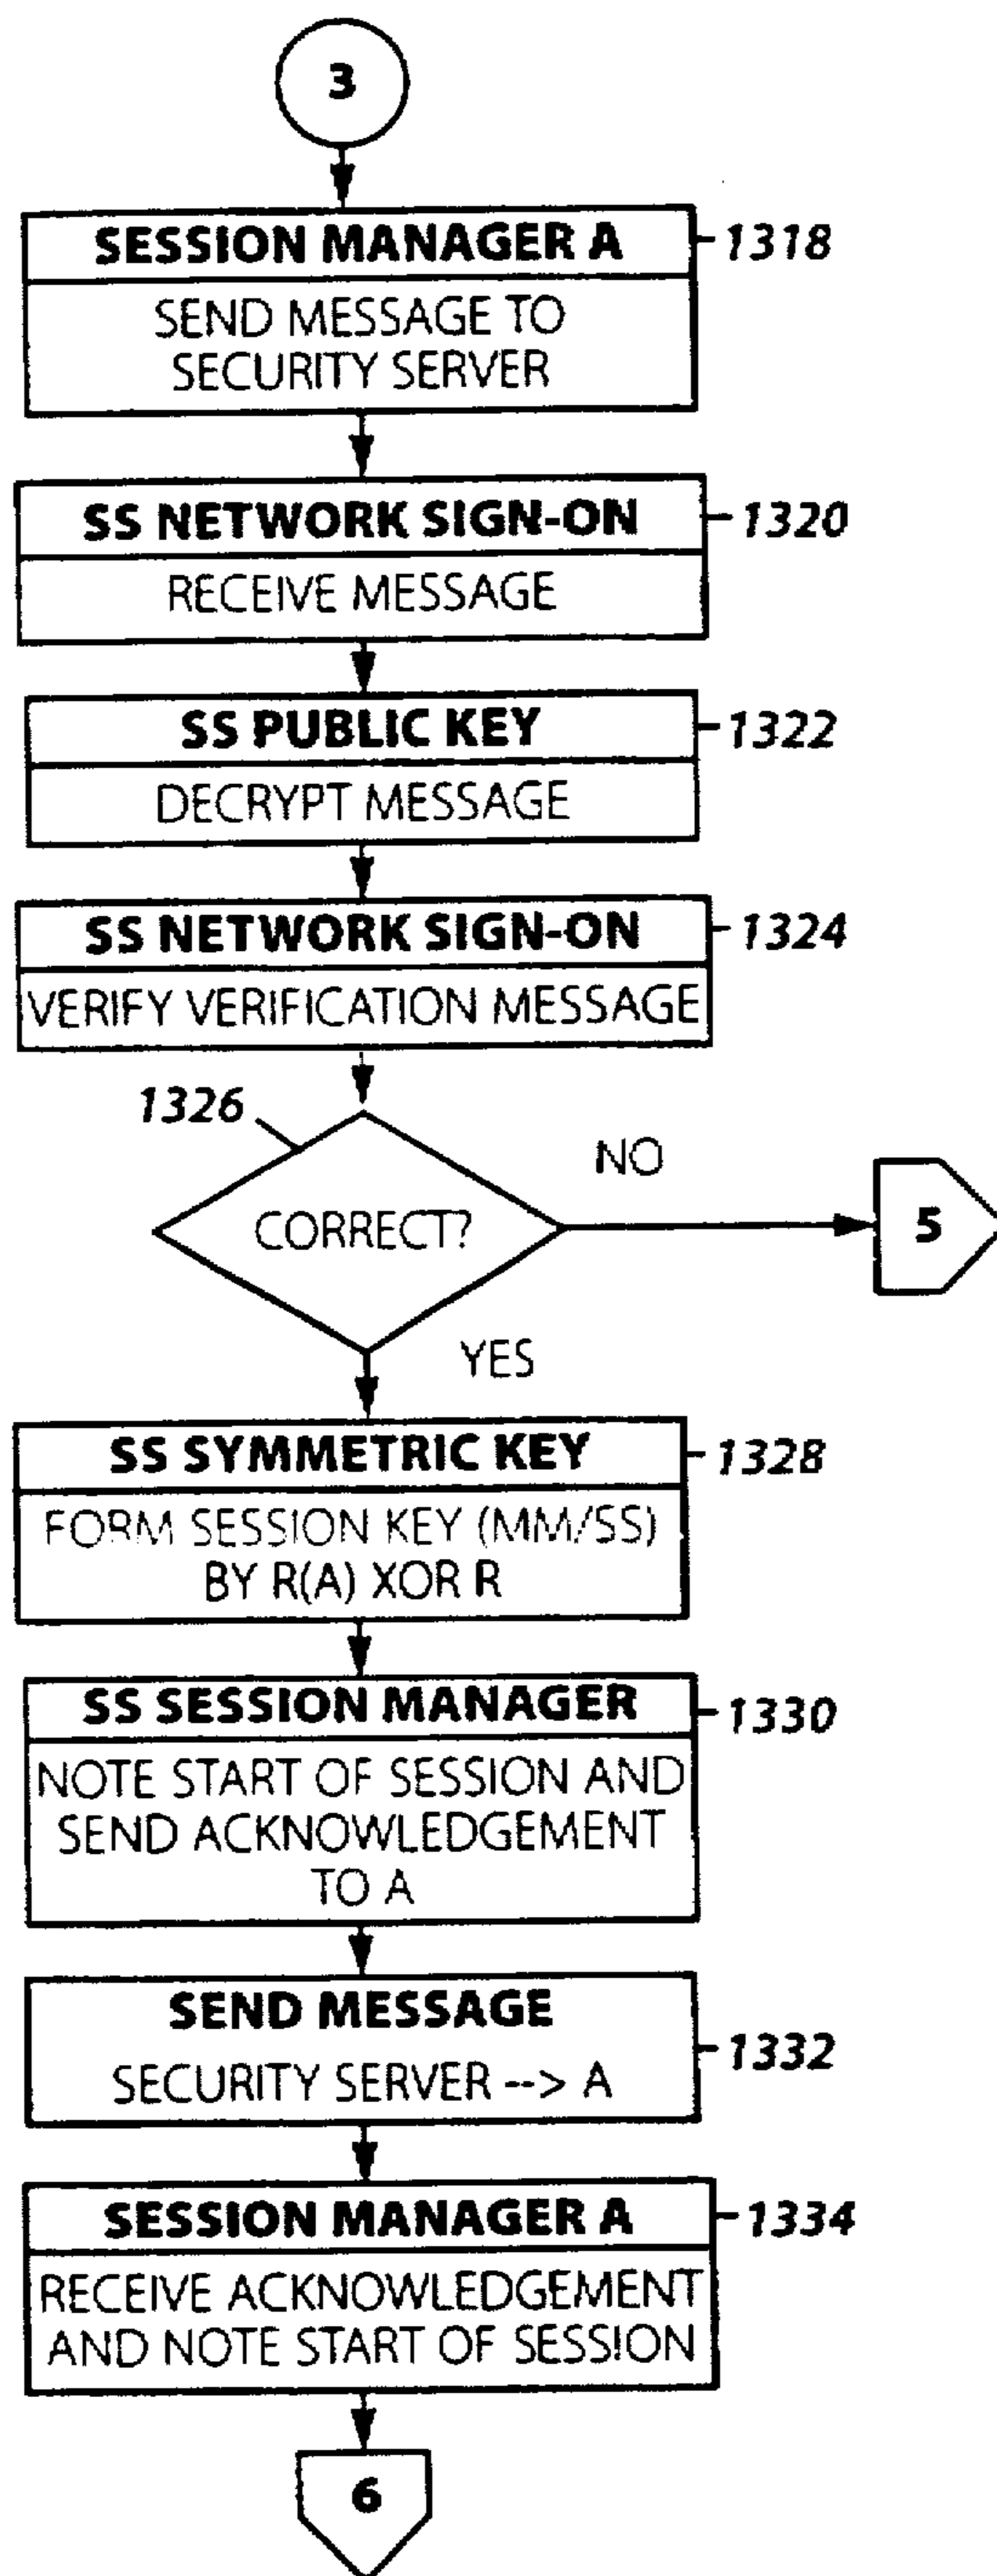 3
SESSION MANAGER A
1318
SEND MESSAGE TO
SECURITY SERVER
SS NETWORK SIGN-ON
1320
RECEIVE MESSAGE
SS PUBLIC KEY
1322
DECRYPT MESSAGE
SS NETWORK SIGN-ON
1324
VERIFY VERIFICATION MESSAGE
1326
CORRECT?
NO
5
YES
SS SYMMETRIC KEY
1328
FORM SESSION KEY (MM/SS)
BY R(A) XOR R
SS SESSION MANAGER
1330
NOTE START OF SESSION AND
SEND ACKNOWLEDGEMENT
TO A
SEND MESSAGE
1332
SECURITY SERVER --> A
SESSION MANAGER A
1334
RECEIVE ACKNOWLEDGEMENT
AND NOTE START OF SESSION
6